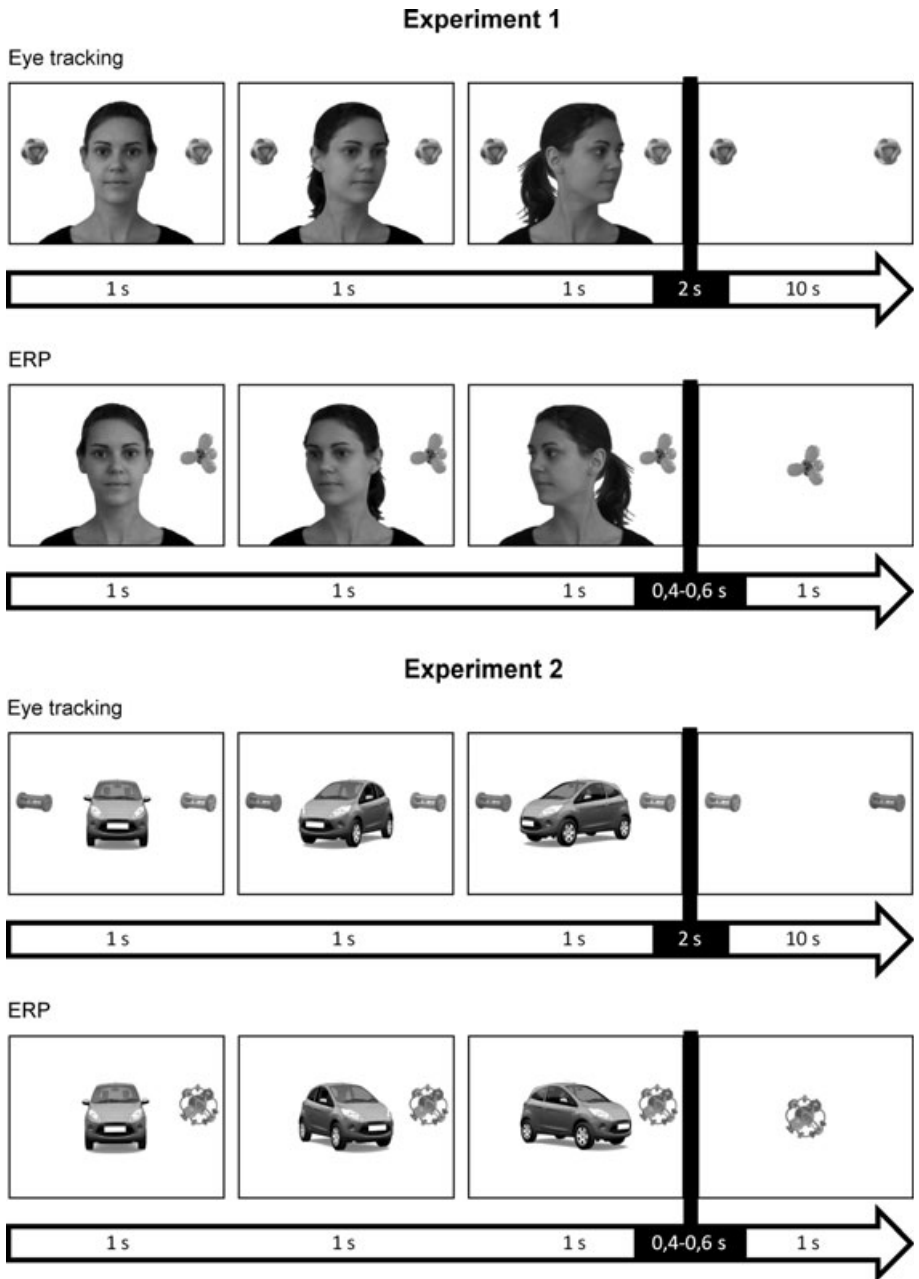 Experiment 1
Eye tracking
1 s 1 s 1 s 2 s 10 s
ERP
1 s 1 s 1 s 0,4-0,6 s 1 s
Experiment 2
Eye tracking
1 s 1 s 1 s 2 s 10 s
ERP
1 s 1 s 1 s 0,4-0,6 s 1 s